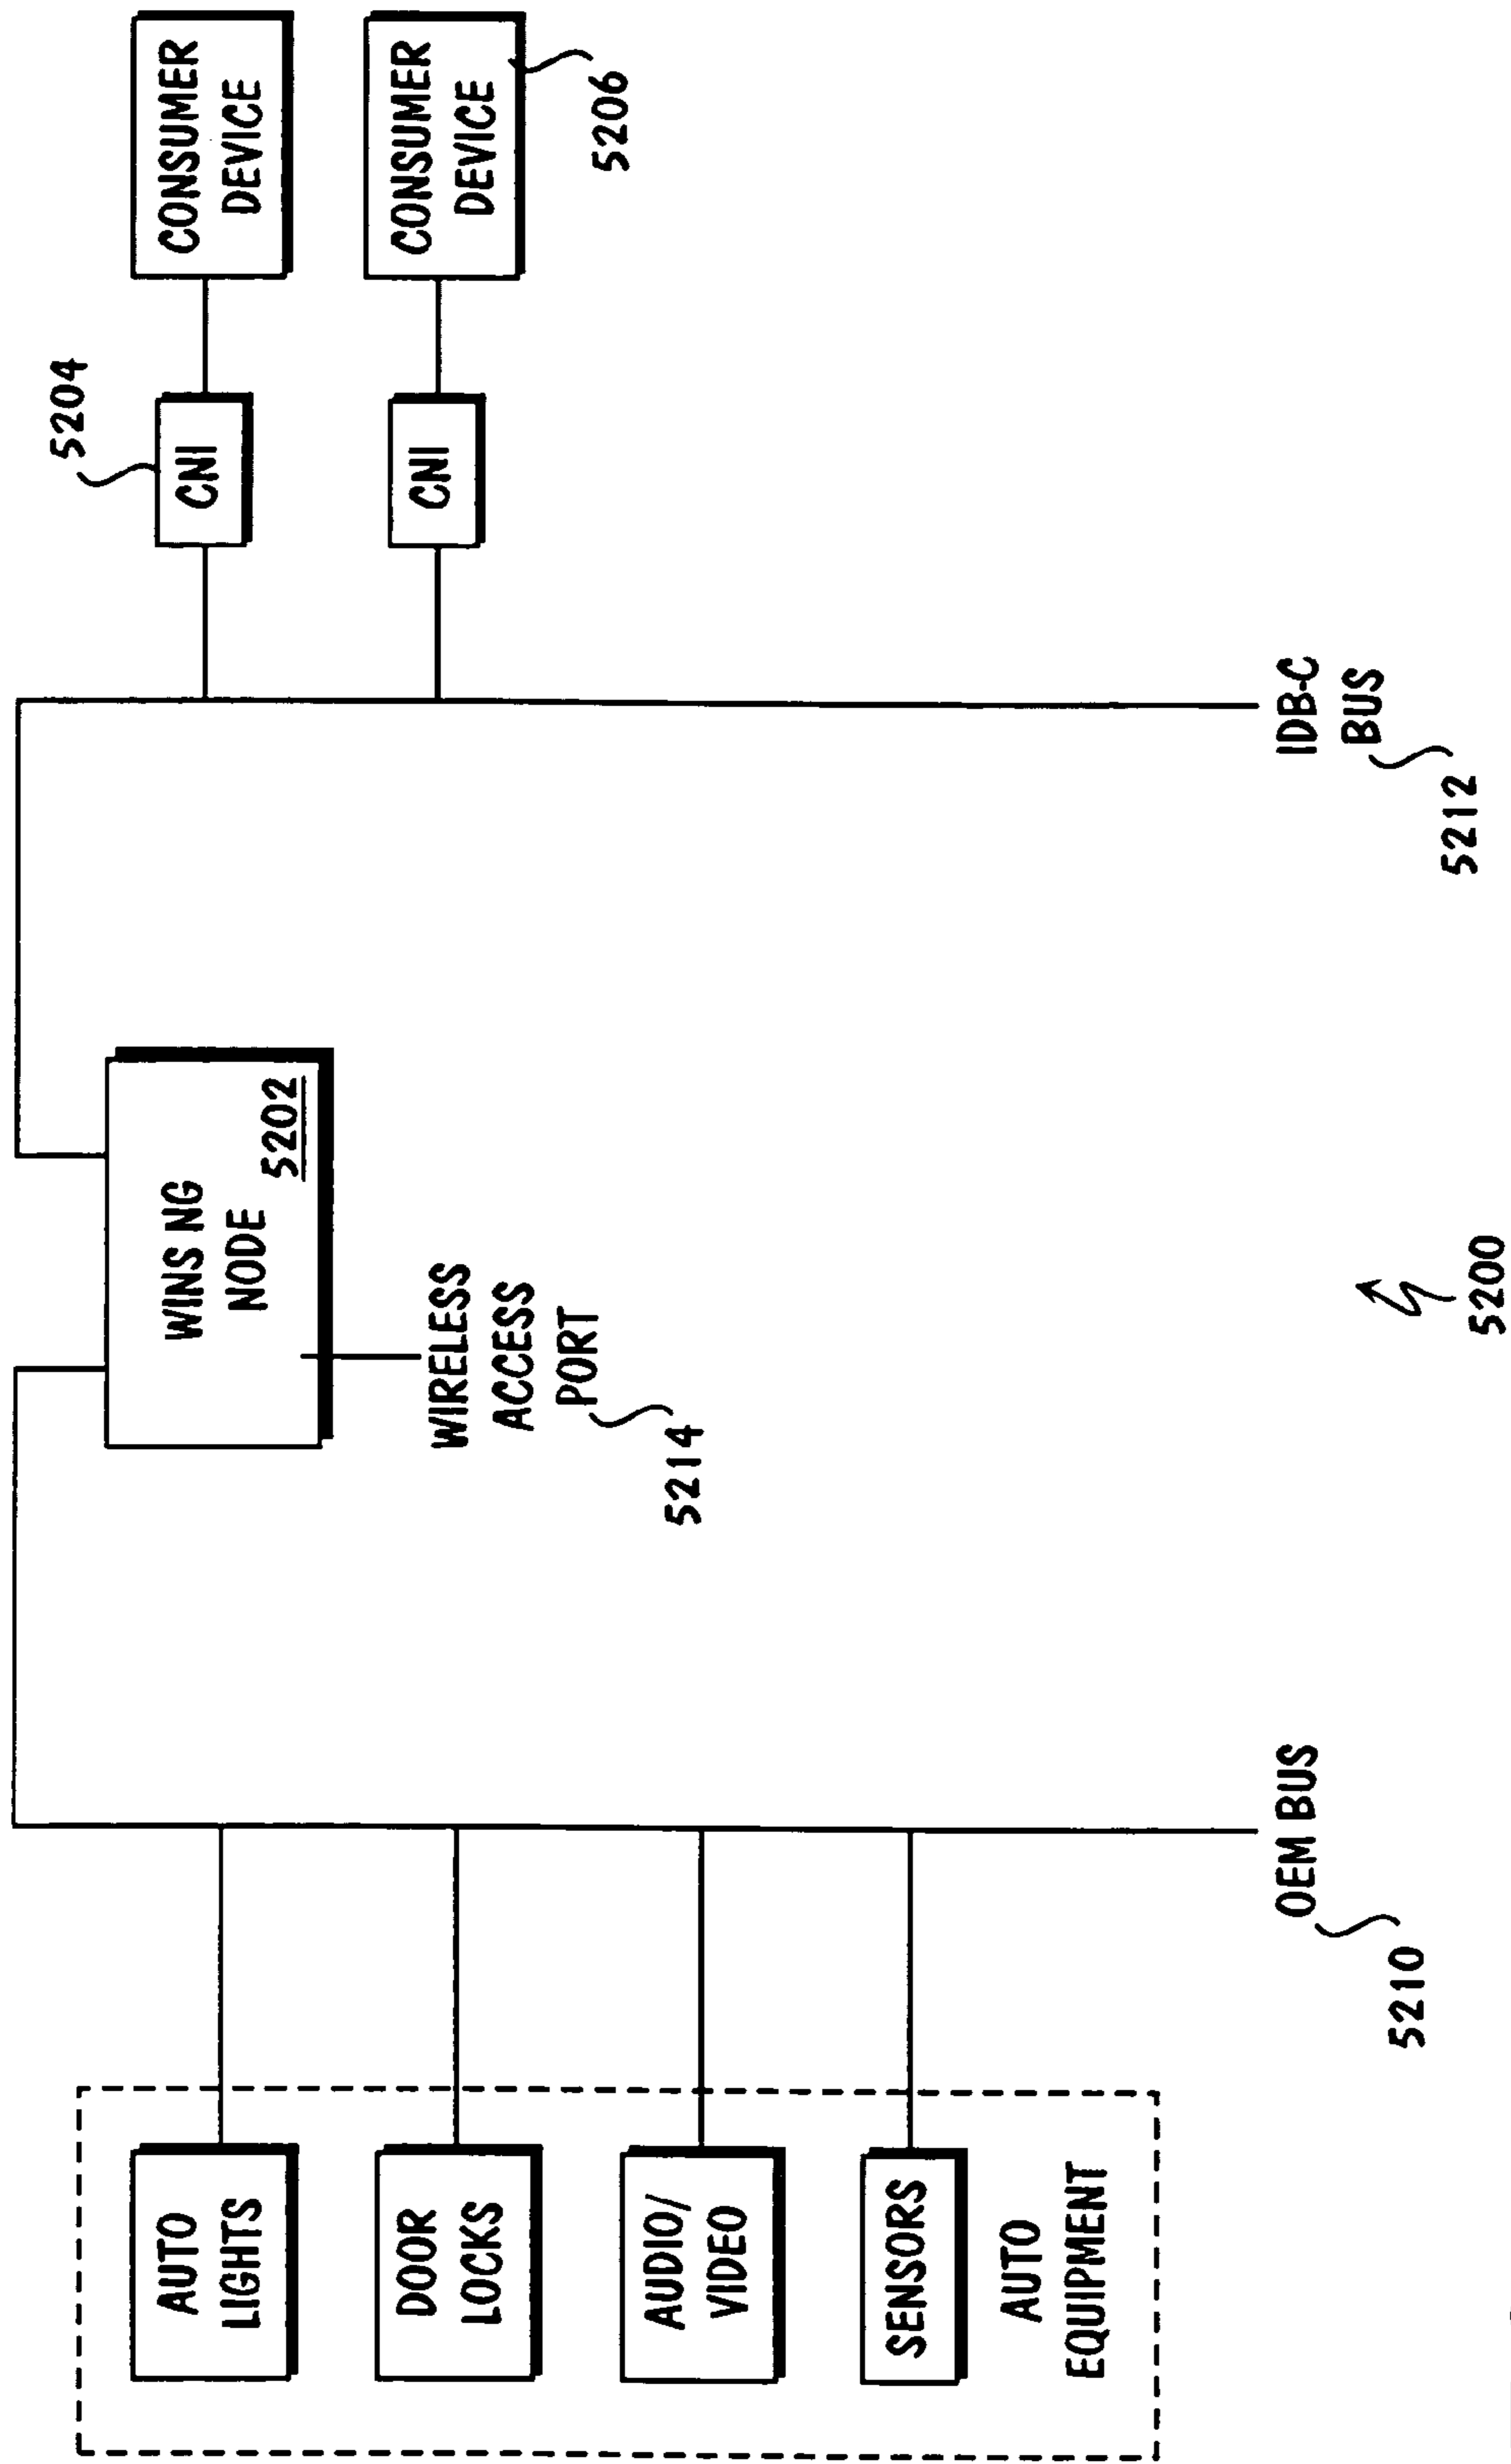 AUTO
LIGHTS
DOOR
LOCKS
AUDIO/
VIDEO
SENSORS
AUTO
EQUIPMENT
OEM BUS
5210
WINS NG
NODE
5202
WIRELESS
ACCESS
PORT
5214
5200
IDB-C
BUS
5212
5204
CNI
CNI
CONSUMER
DEVICE
CONSUMER
DEVICE
5206